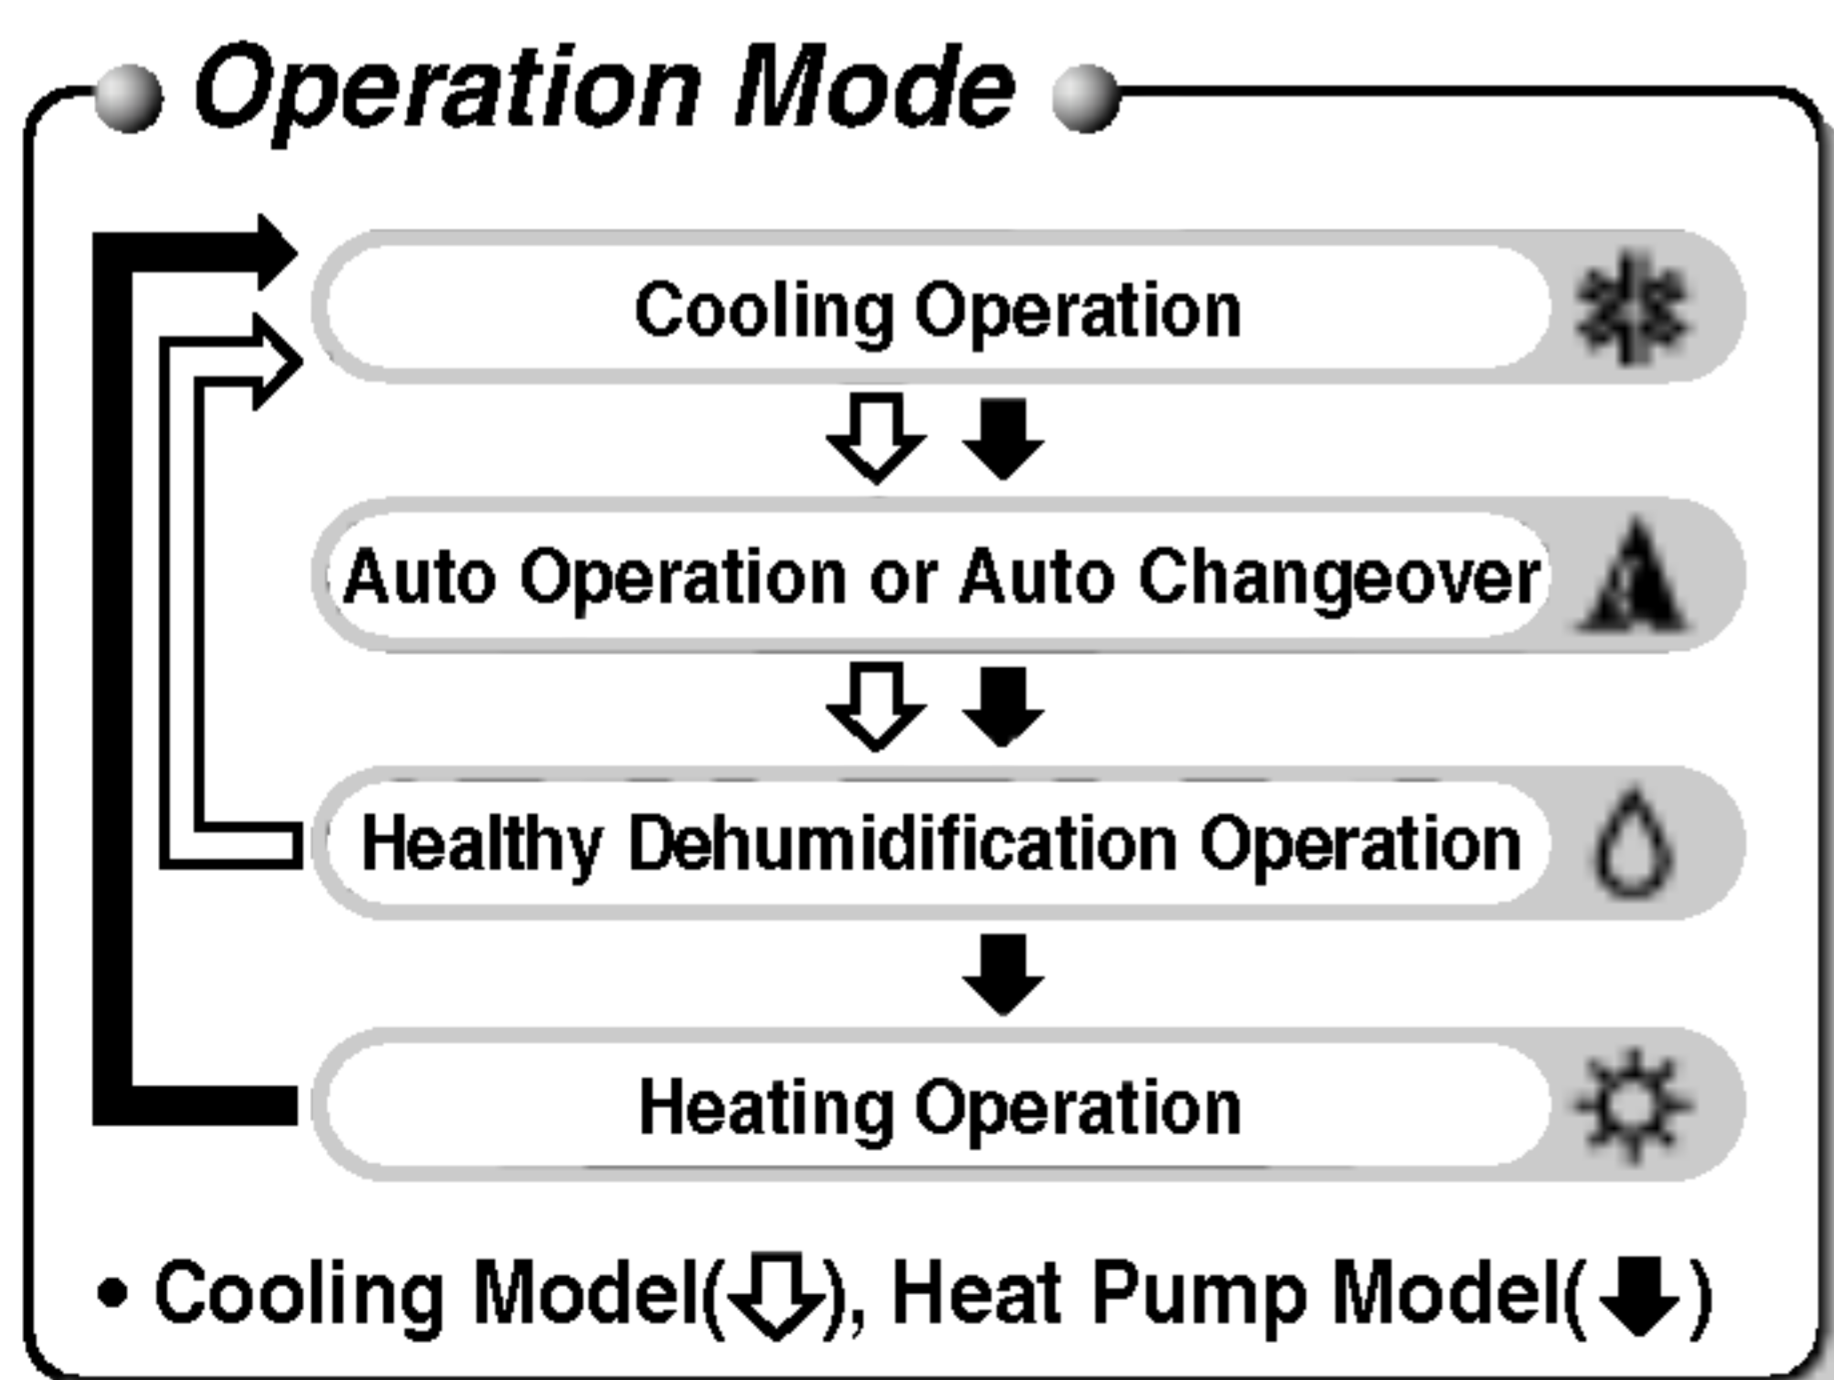 Operation Mode
Cooling Operation
Auto Operation or Auto Changeover
Healthy Dehumidification Operation
Heating Operation
• Cooling Model(⇩), Heat Pump Model(⬇)